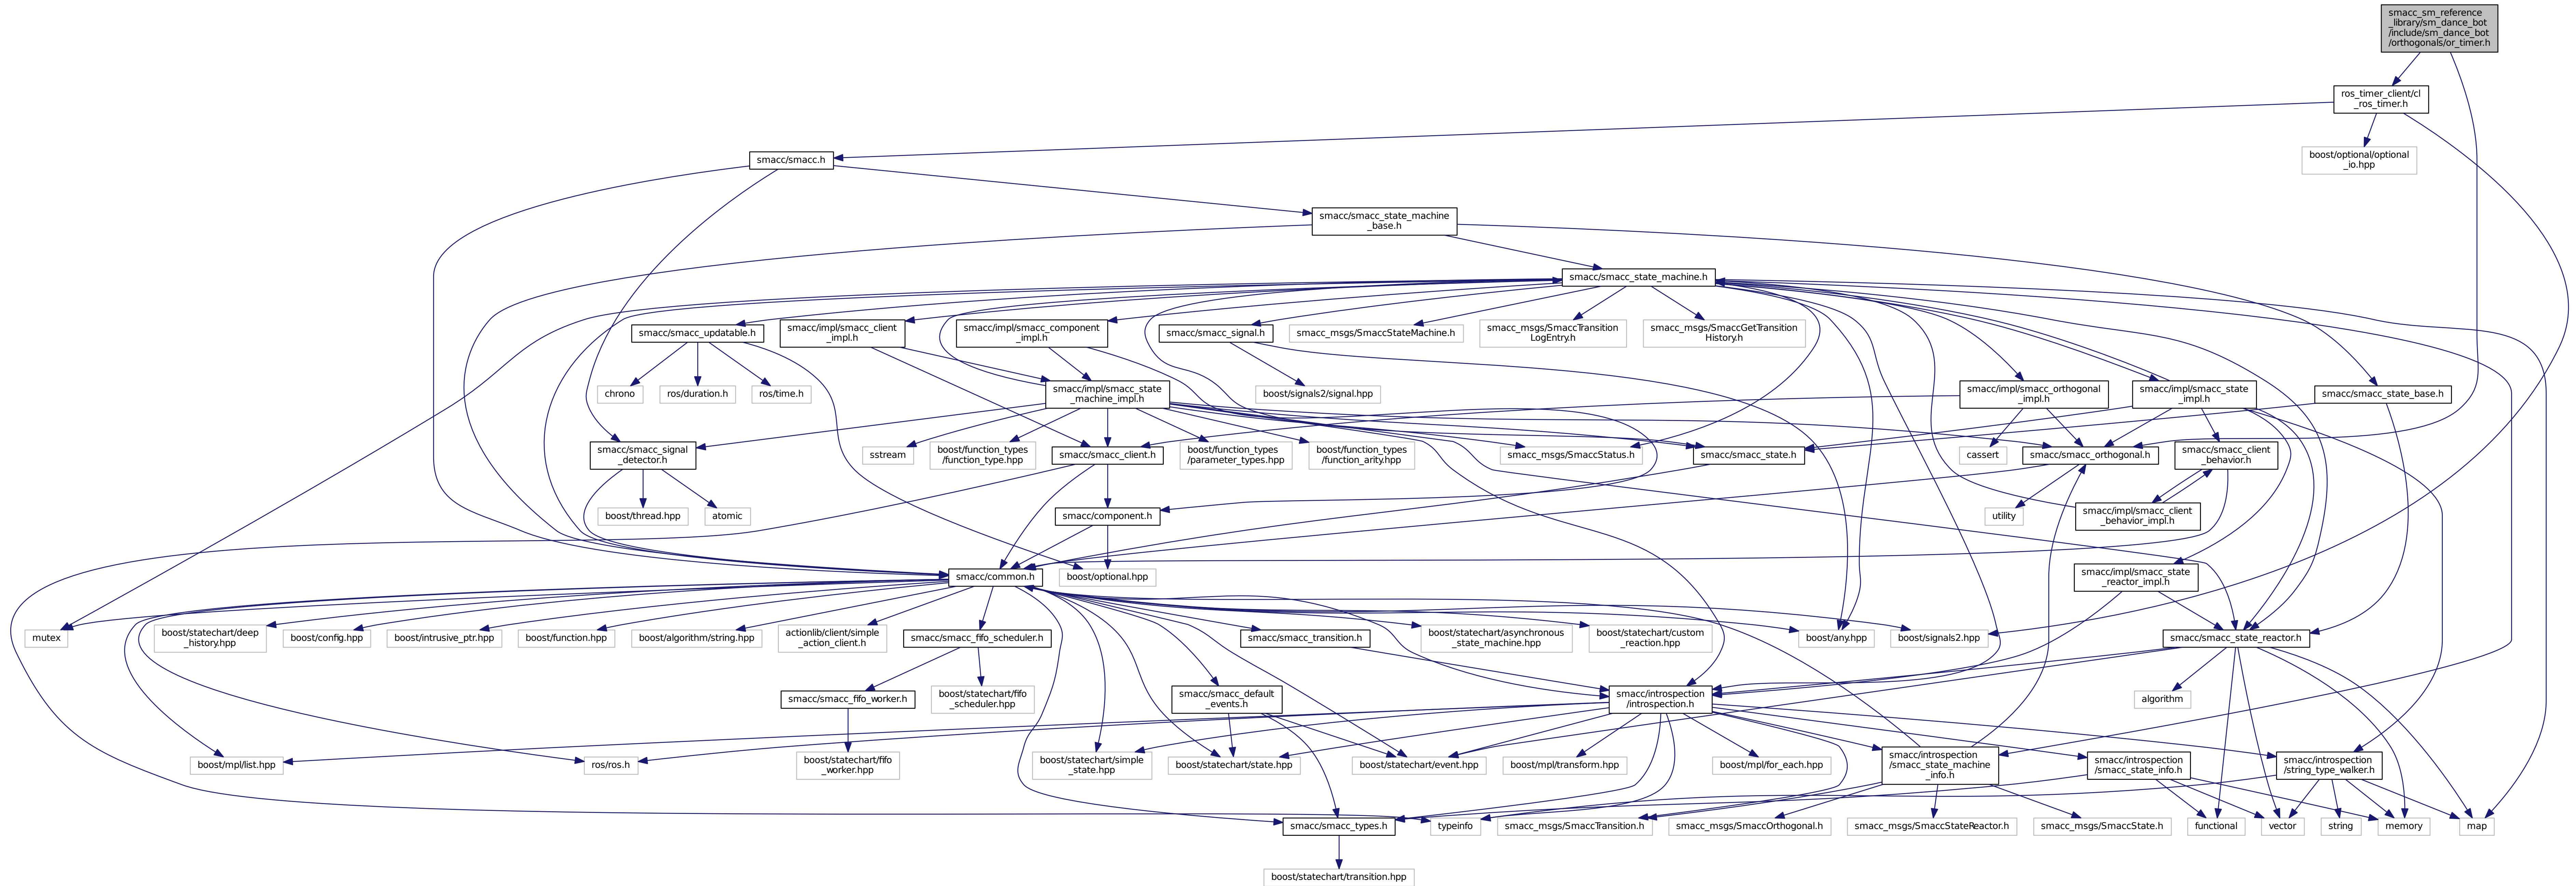 smacc_sm_reference
_library/sm_dance_bot
/include/sm_dance_bot
/orthogonals/or_timer.h
ros_timer_client/cl
_ros_timer.h
smacc/smacc.h
boost/optional/optional
_io.hpp
smacc/smacc_state_machine
_base.h
smacc/smacc_state_machine.h
smacc/smacc_updatable.h
smacc/impl/smacc_client
_impl.h
smacc/impl/smacc_component
_impl.h
smacc/smacc_signal.h
smacc_msgs/SmaccStateMachine.h
smacc_msgs/SmaccTransition
LogEntry.h
smacc_msgs/SmaccGetTransition
History.h
chrono
ros/duration.h
ros/time.h
smacc/impl/smacc_state
_machine_impl.h
boost/signals2/signal.hpp
smacc/impl/smacc_orthogonal
_impl.h
smacc/impl/smacc_state
_impl.h
smacc/smacc_state_base.h
smacc/smacc_signal
_detector.h
sstream
boost/function_types
/function_type.hpp
smacc/smacc_client.h
boost/function_types
/parameter_types.hpp
boost/function_types
/function_arity.hpp
smacc_msgs/SmaccStatus.h
smacc/smacc_state.h
cassert
smacc/smacc_orthogonal.h
smacc/smacc_client
_behavior.h
boost/thread.hpp
atomic
smacc/component.h
utility
smacc/impl/smacc_client
_behavior_impl.h
smacc/common.h
boost/optional.hpp
smacc/impl/smacc_state
_reactor_impl.h
mutex
boost/statechart/deep
_history.hpp
boost/config.hpp
boost/intrusive_ptr.hpp
boost/function.hpp
boost/algorithm/string.hpp
actionlib/client/simple
_action_client.h
smacc/smacc_fifo_scheduler.h
smacc/smacc_transition.h
boost/statechart/asynchronous
_state_machine.hpp
boost/statechart/custom
_reaction.hpp
boost/any.hpp
boost/signals2.hpp
smacc/smacc_state_reactor.h
smacc/smacc_fifo_worker.h
boost/statechart/fifo
_scheduler.hpp
smacc/smacc_default
_events.h
smacc/introspection
/introspection.h
algorithm
boost/mpl/list.hpp
ros/ros.h
boost/statechart/fifo
_worker.hpp
boost/statechart/simple
_state.hpp
boost/statechart/state.hpp
boost/statechart/event.hpp
boost/mpl/transform.hpp
boost/mpl/for_each.hpp
smacc/introspection
/smacc_state_machine
_info.h
smacc/introspection
/smacc_state_info.h
smacc/introspection
/string_type_walker.h
smacc/smacc_types.h
typeinfo
smacc_msgs/SmaccTransition.h
smacc_msgs/SmaccOrthogonal.h
smacc_msgs/SmaccStateReactor.h
smacc_msgs/SmaccState.h
functional
vector
string
memory
map
boost/statechart/transition.hpp